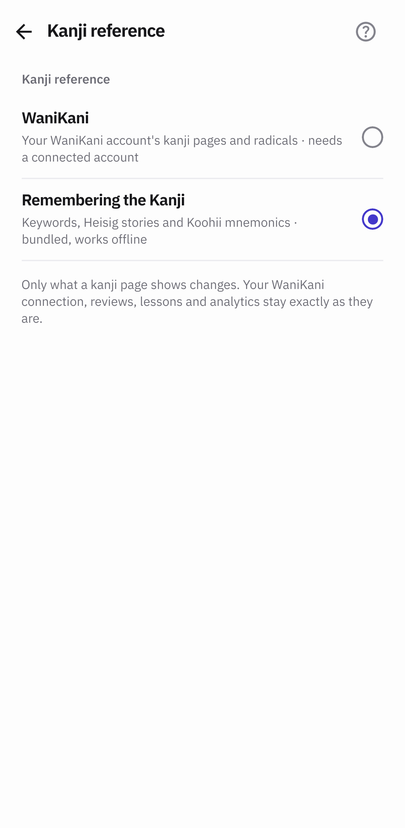 Kanji reference
Kanji reference
WaniKani
Your WaniKani account's kanji pages and radicals · needs
a connected account
Remembering the Kanji
Keywords, Heisig stories and Koohii mnemonics ·
bundled, works offline
Only what a kanji page shows changes. Your WaniKani
connection, reviews, lessons and analytics stay exactly as they
are.